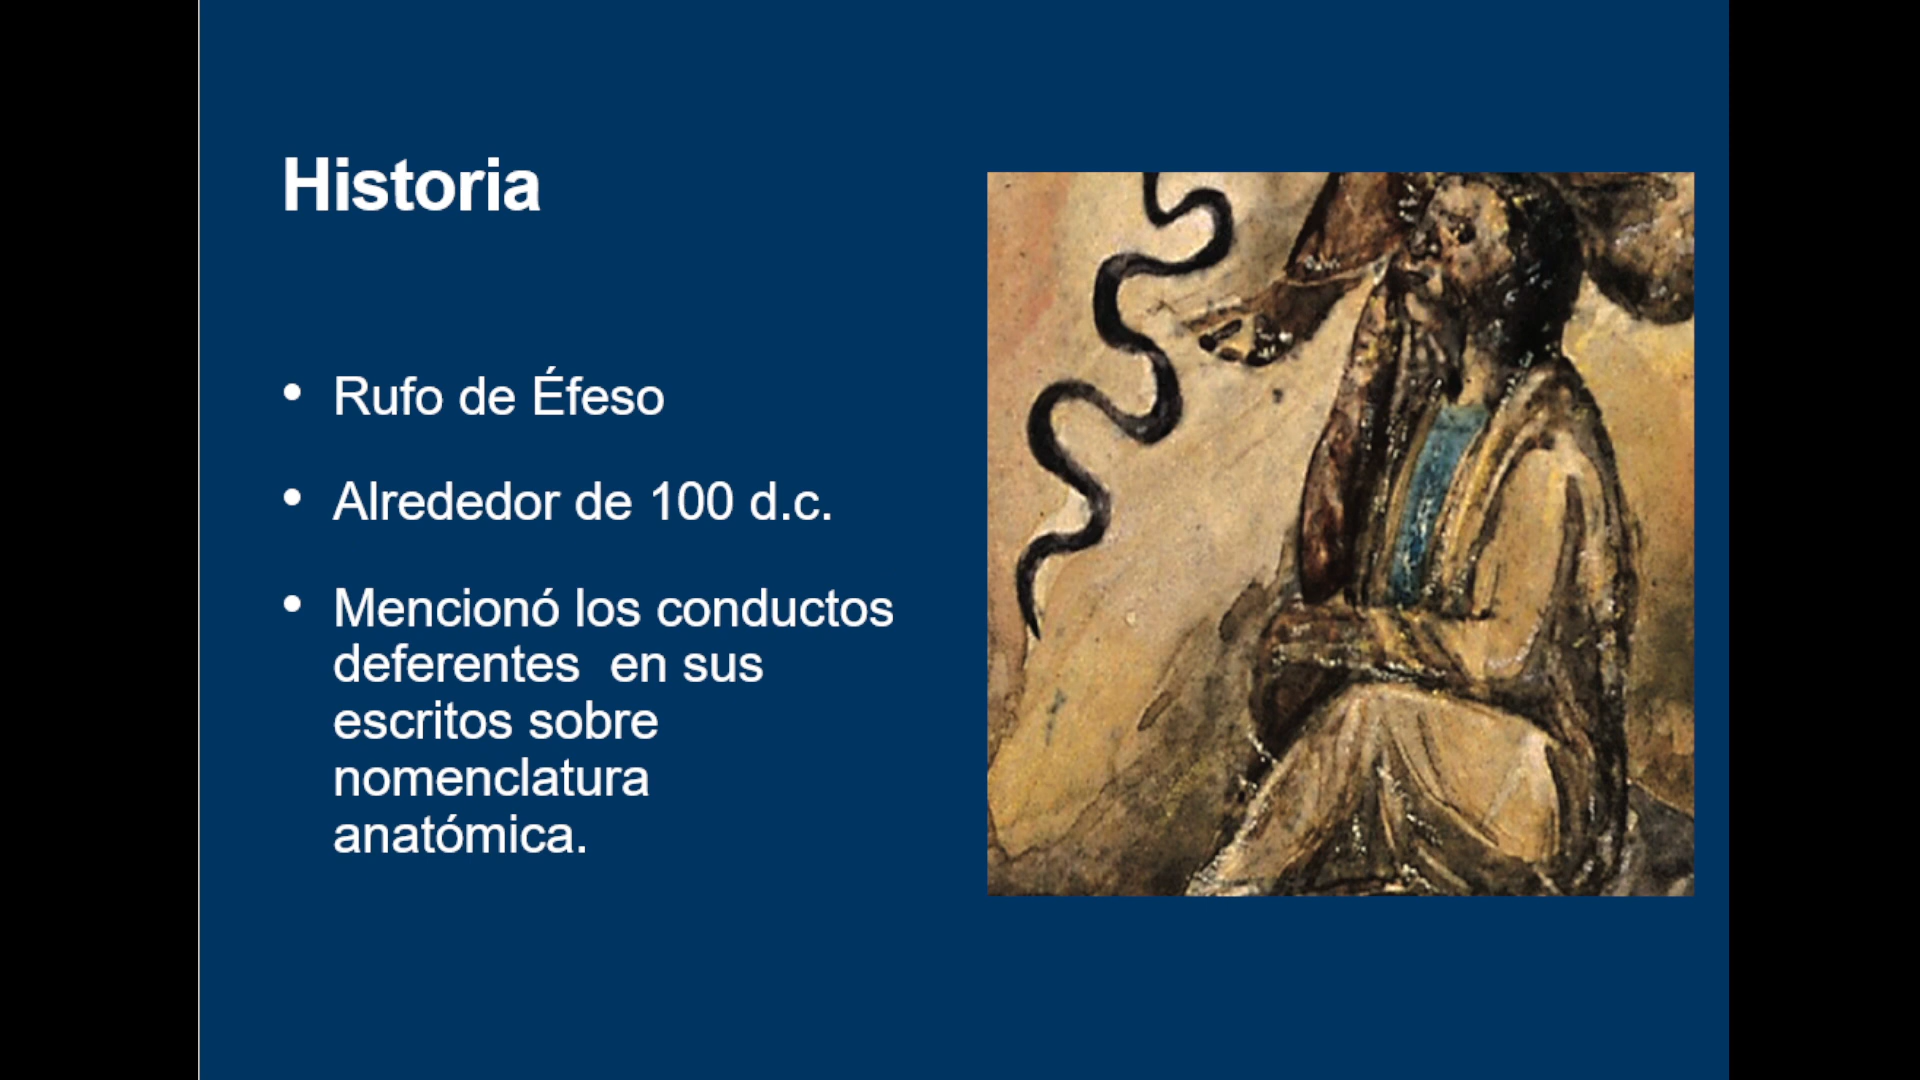 Historia
• Rufo de Éfeso
• Alrededor de 100 d.c.
• Mencionó los conductos
deferentes  en sus
escritos sobre
nomenclatura
anatómica.